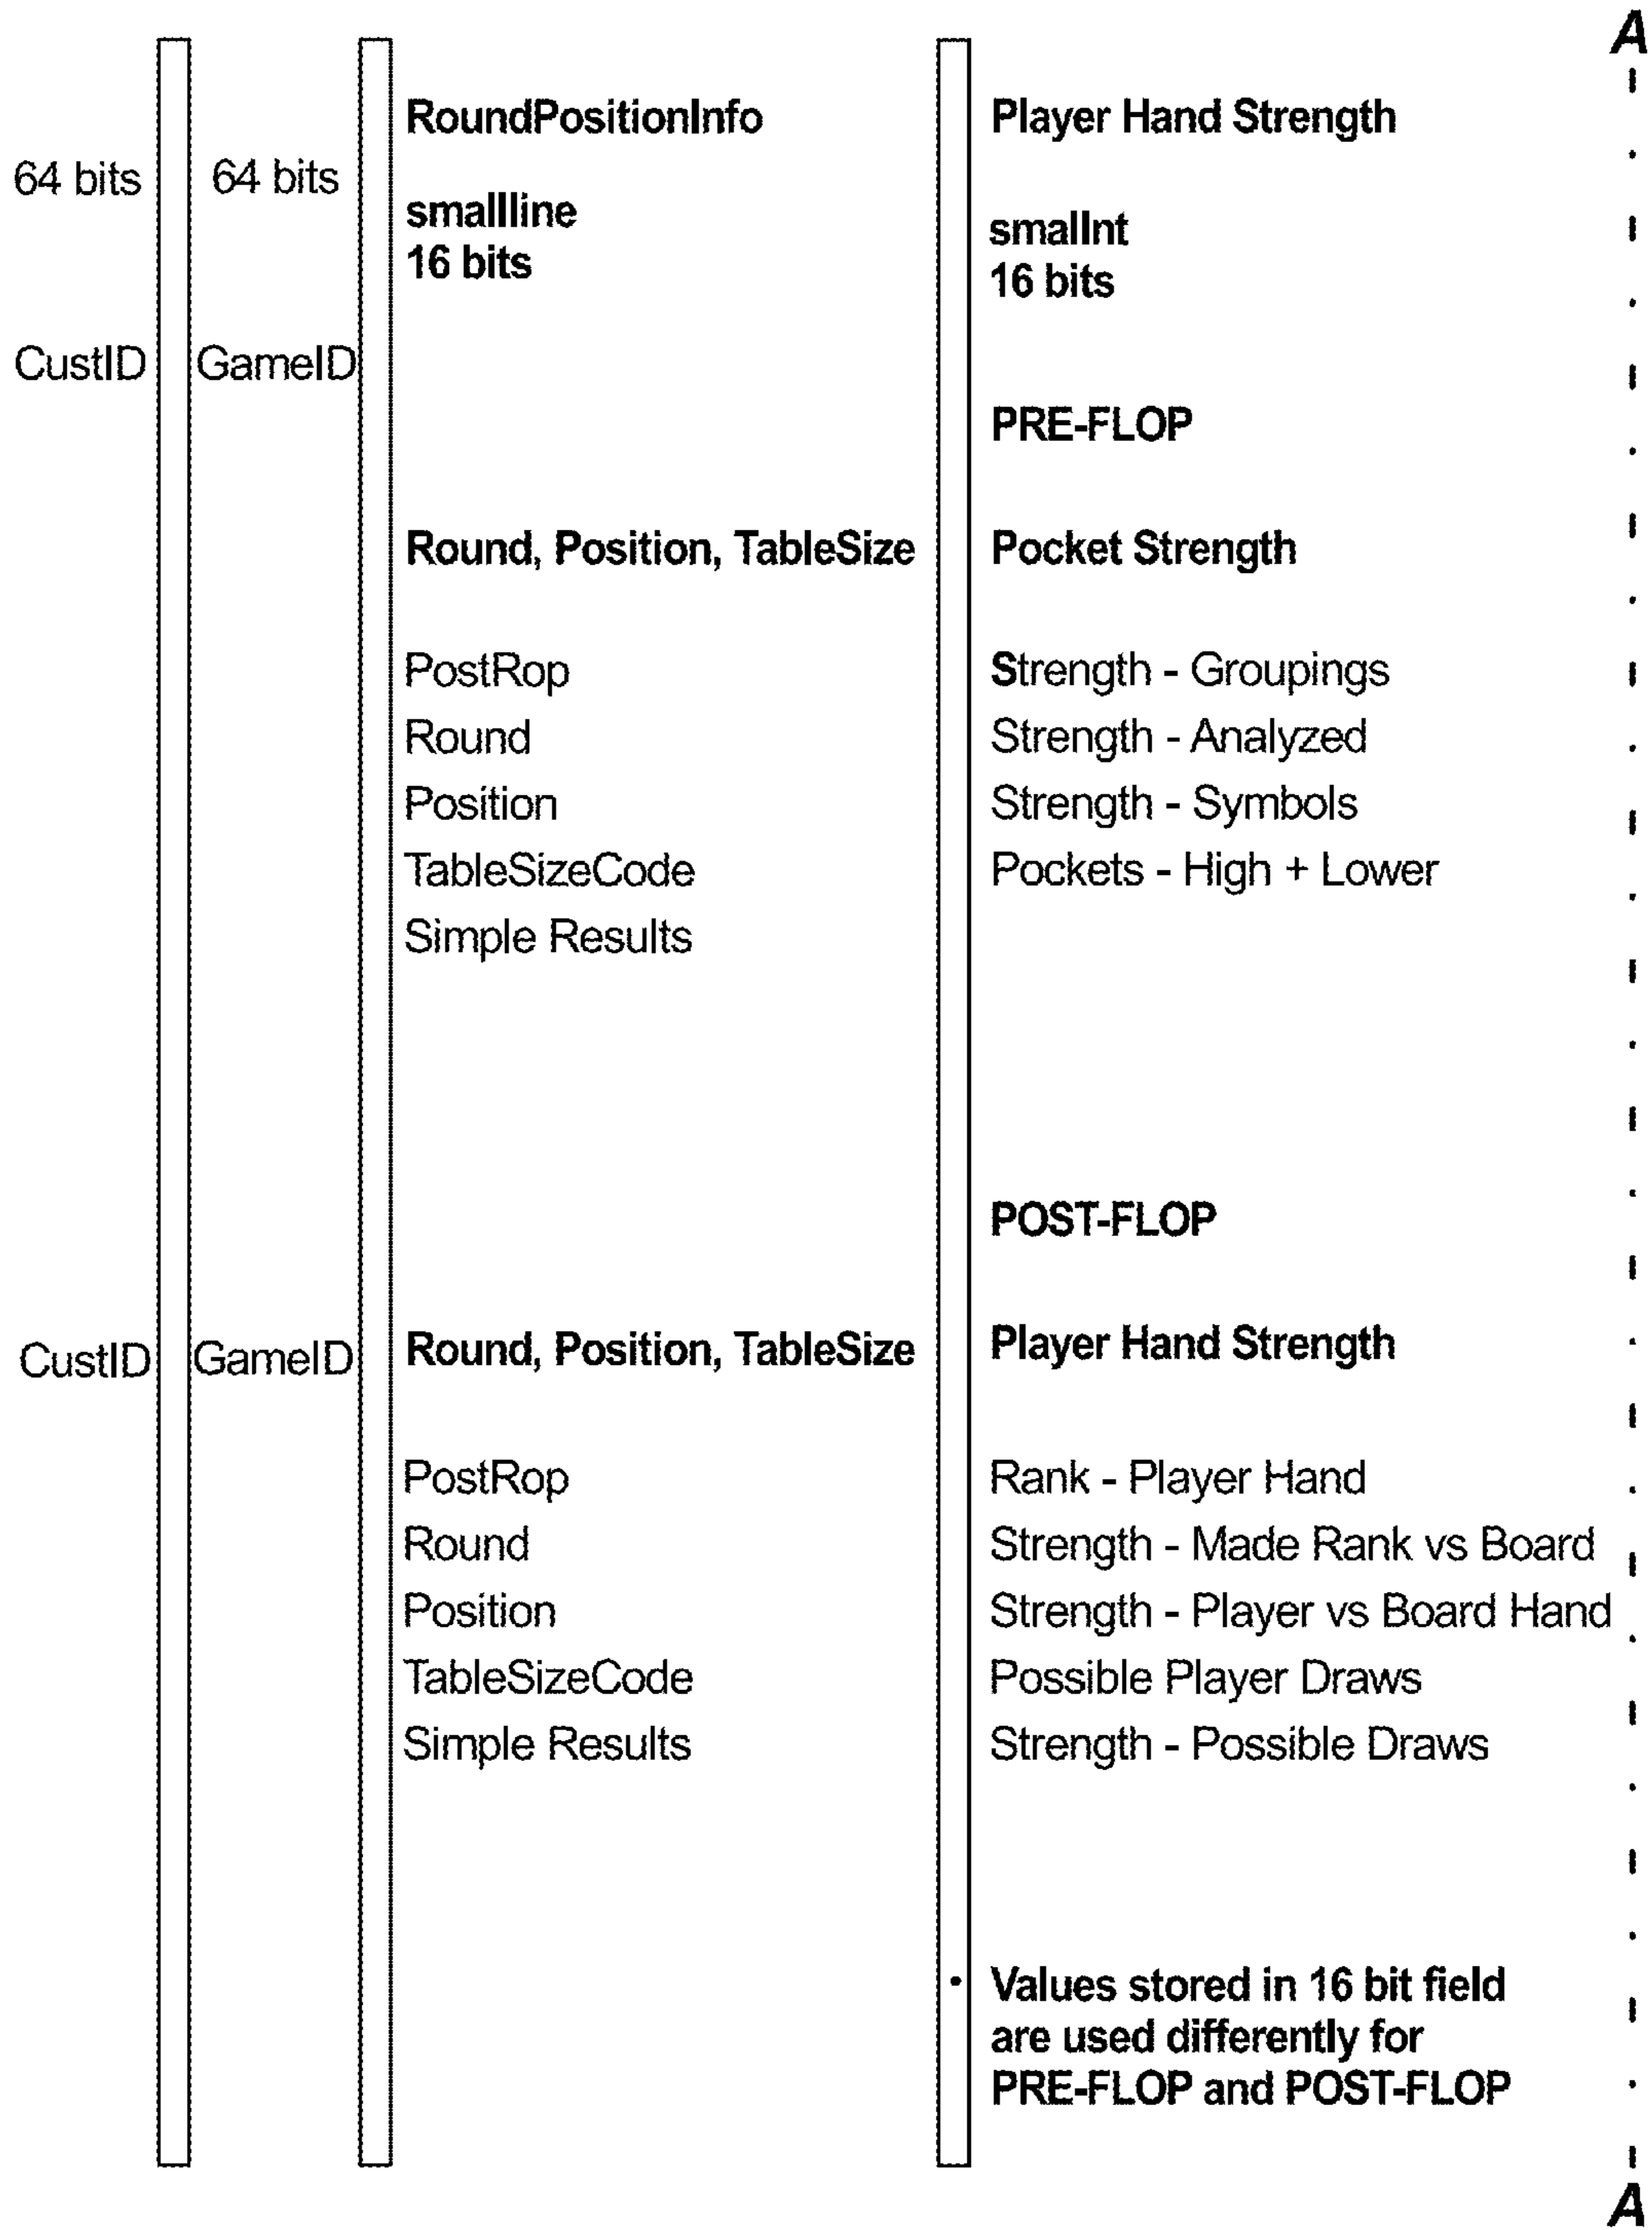 A
RoundPositionInfo
Player Hand Strength
64 bits
64 bits
smallline
16 bits
smallnt
16 bits
CustID
GameID
PRE-FLOP
Round, Position, TableSize
Pocket Strength
PostRop
Strength - Groupings
Round
Strength - Analyzed
Position
Strength - Symbols
TableSizeCode
Pockets - High + Lower
Simple Results
POST-FLOP
CustID
GameID
Round, Position, TableSize
Player Hand Strength
PostRop
Rank - Player Hand
Round
Strength - Made Rank vs Board
Position
Strength - Player vs Board Hand
TableSizeCode
Possible Player Draws
Simple Results
Strength - Possible Draws
• Values stored in 16 bit field
are used differently for
PRE-FLOP and POST-FLOP
A